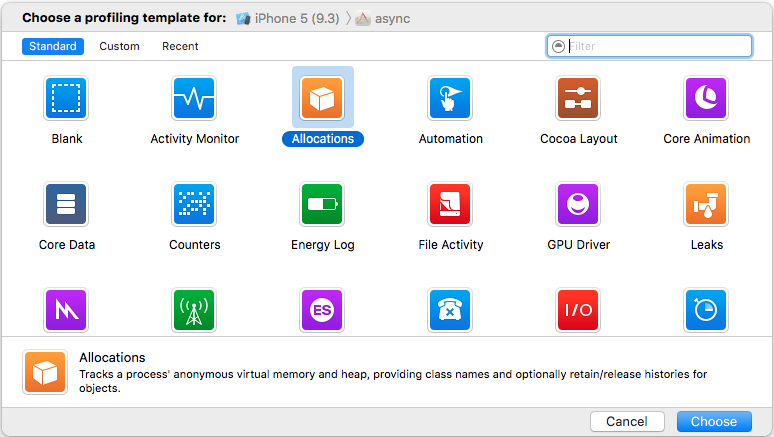 Choose a profiling template for: iPhone 5 (9.3) 〉 async
Standard Custom Recent Filter
Blank Activity Monitor Allocations Automation Cocoa Layout Core Animation
Core Data Counters Energy Log File Activity GPU Driver Leaks
ES I/O
Allocations
Tracks a process' anonymous virtual memory and heap, providing class names and optionally retain/release histories for
objects.
Cancel Choose